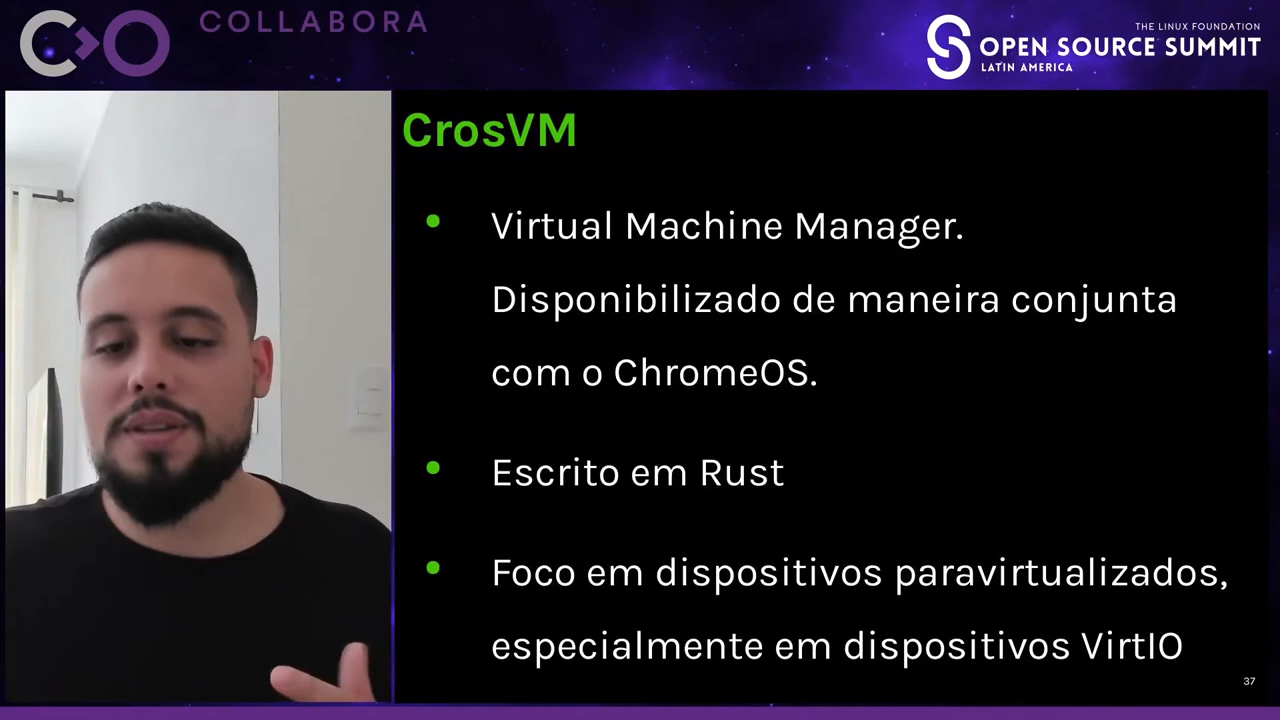 COLLABORA
THE LINUX FOUNDATION
OPEN SOURCE SUMMIT
LATIN AMERICA
CrosVM
Virtual Machine Manager.
Disponibilizado de maneira conjunta
com o ChromeOS.
Escrito em Rust
Foco em dispositivos paravirtualizados,
especialmente em dispositivos VirtIO
37